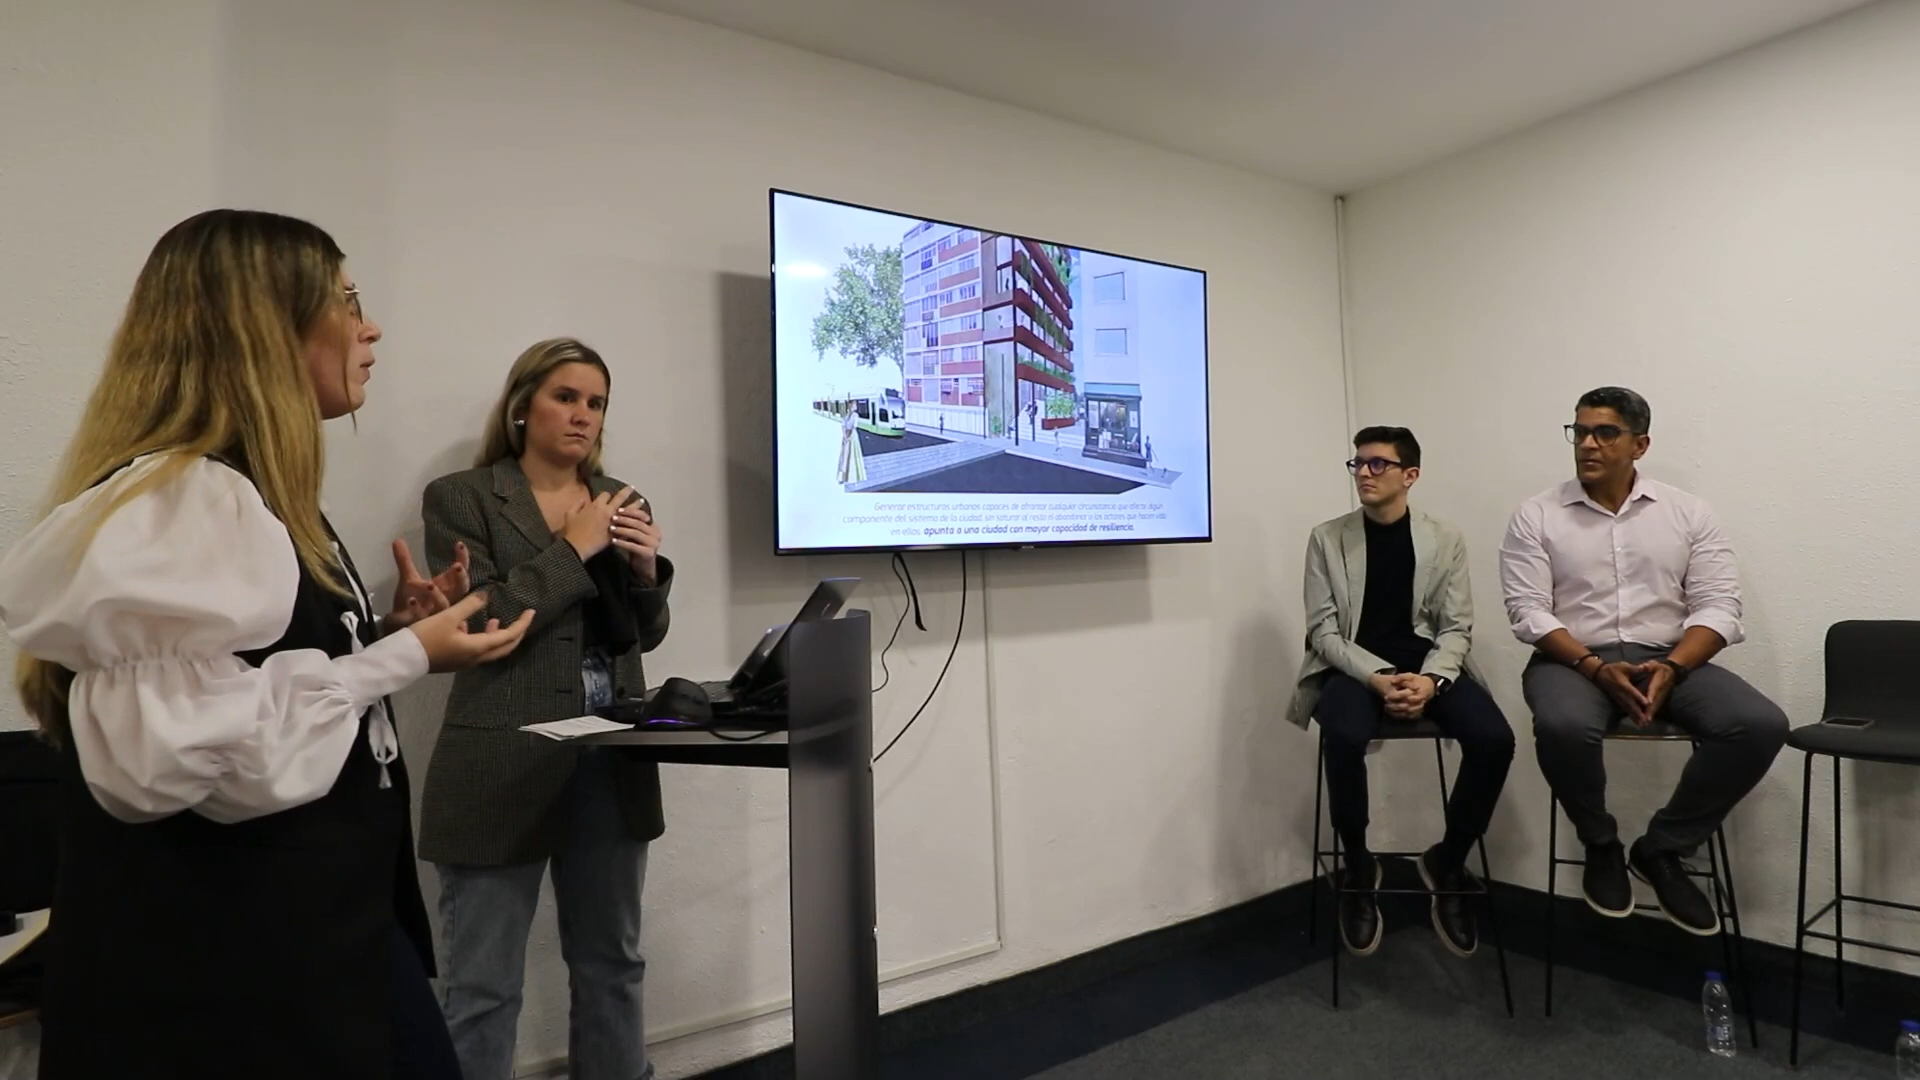 Generar estructuras urbanas capaces de afrontar cualquier circunstancia que afecte algún
componente del sistema de la ciudad, sin saturar al resto ni abandonar a los actores que hacen vida
en ellas: apunta a una ciudad con mayor capacidad de resiliencia.